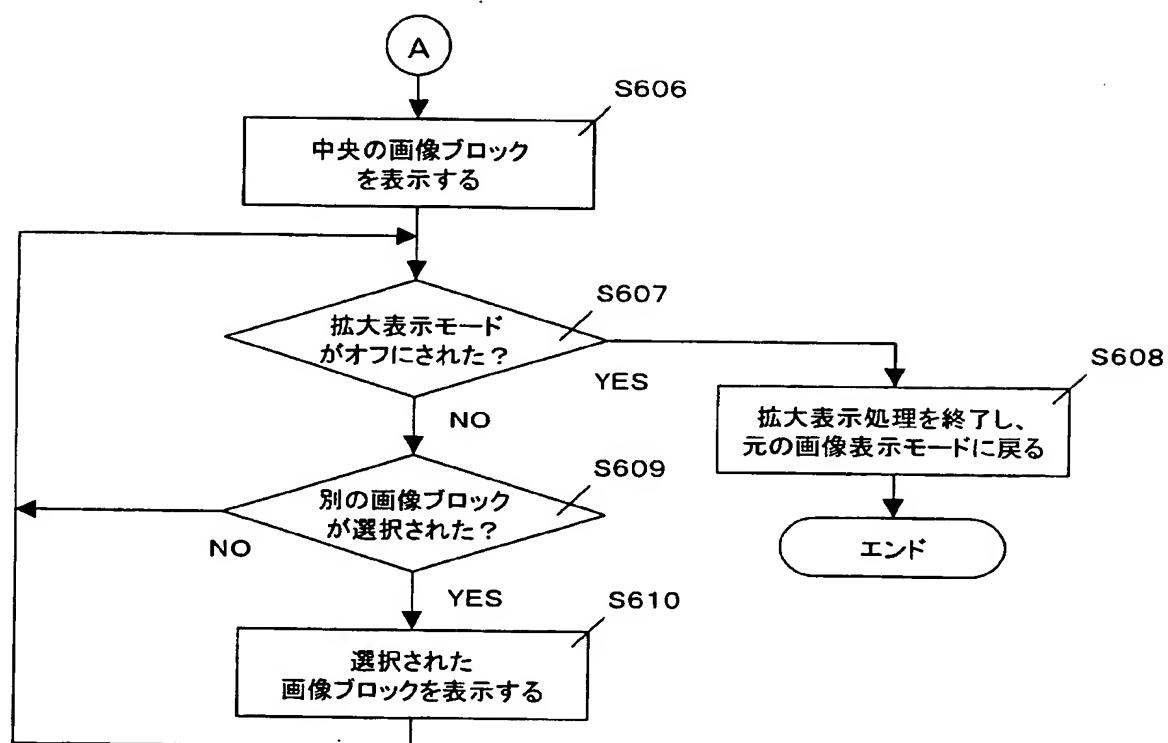 A
S606
中央の画像ブロック
を表示する
S607
拡大表示モード
がオフにされた？
YES
NO
S608
拡大表示処理を終了し、
元の画像表示モードに戻る
エンド
S609
別の画像ブロック
が選択された？
NO
YES
S610
選択された
画像ブロックを表示する